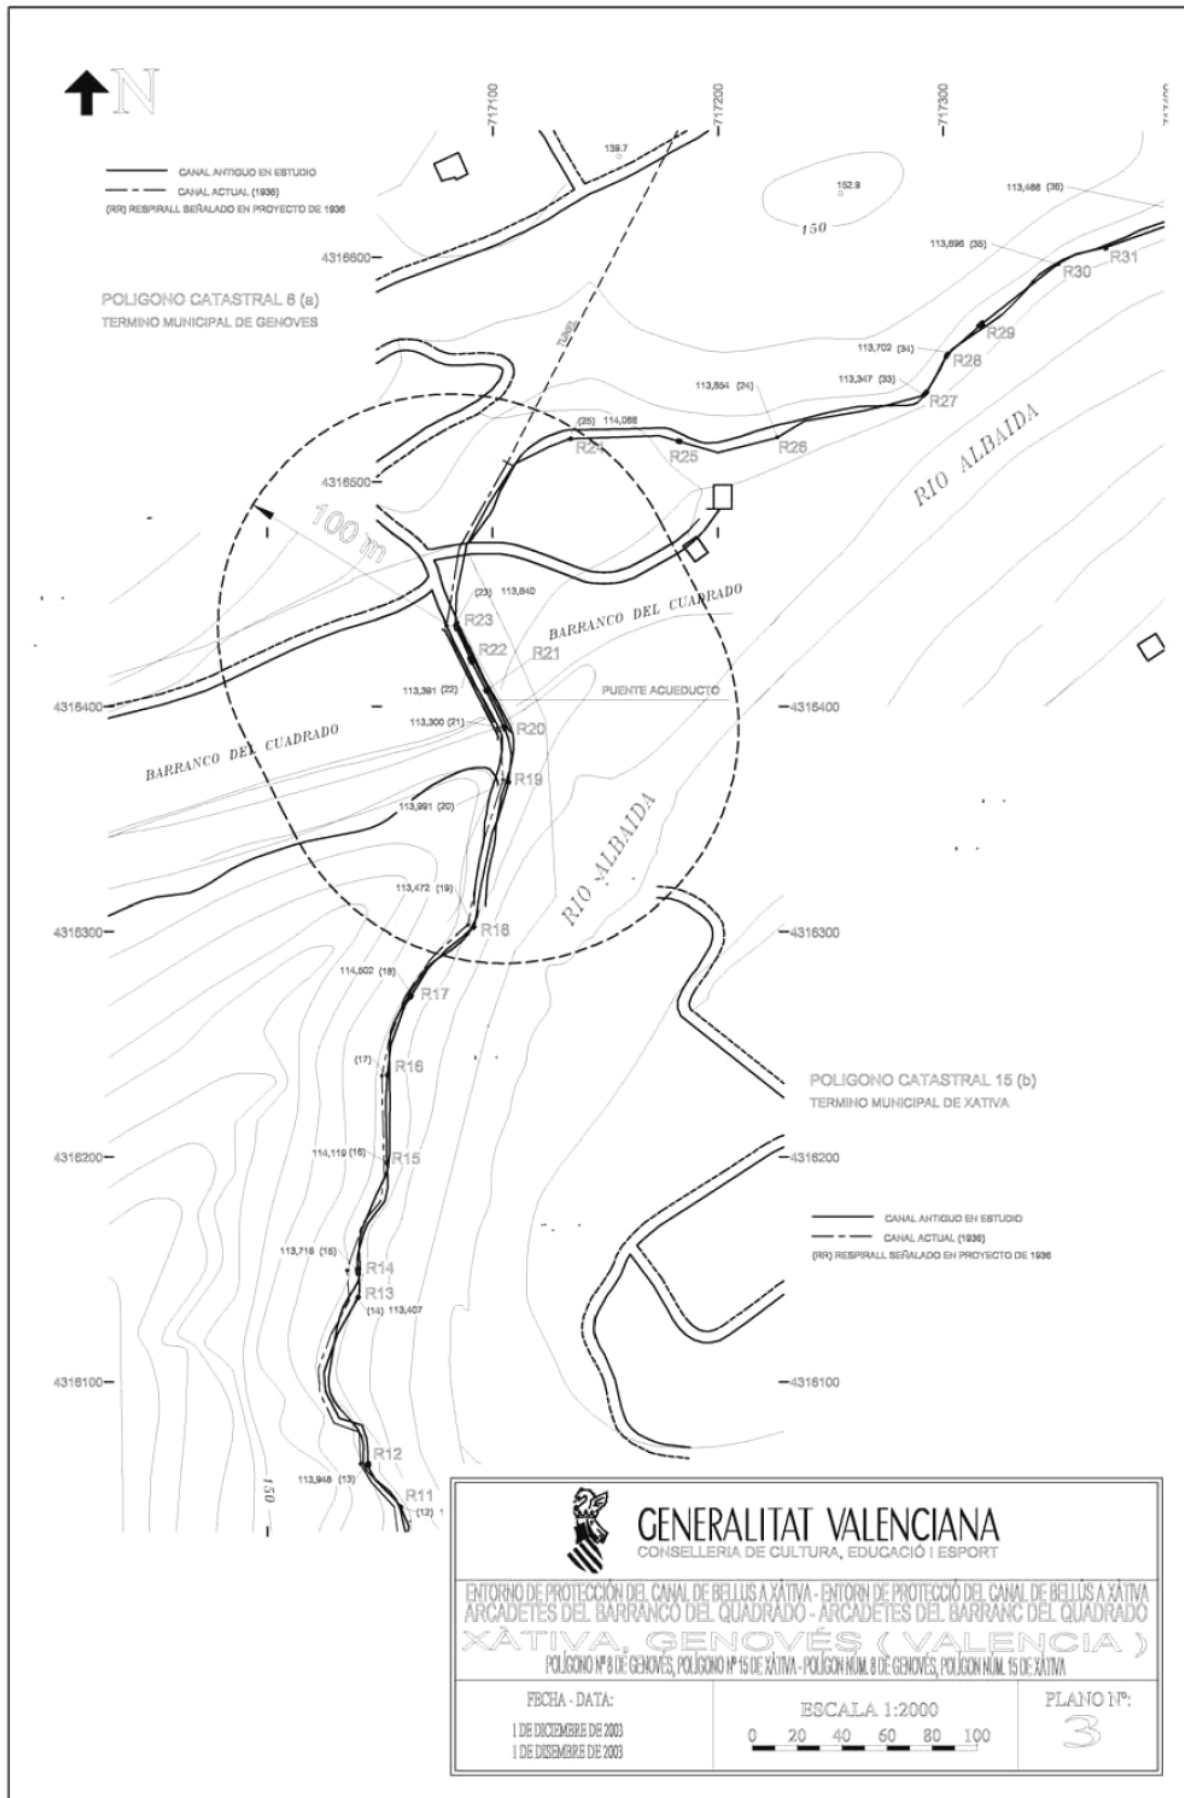 N
717100
717200
717300
717400
CANAL ANTIGUO EN ESTUDIO
CANAL ACTUAL (1936)
(RR) RESPIRALL SEÑALADO EN PROYECTO DE 1936
139.7
152.9
150
113,468 (36)
113,696 (35)
R31
R30
4316600
POLIGONO CATASTRAL 8 (a)
TERMINO MUNICIPAL DE GENOVES
TUNEL
R29
113,702 (34)
R28
113,347 (33)
R27
113,654 (24)
(25) 114,086
R24
R25
R26
RIO ALBAIDA
4316500
100 m
(23) 113,640
BARRANCO DEL CUADRADO
R23
R22
R21
113,391 (22)
PUENTE ACUEDUCTO
4316400
4316400
113,300 (21)
R20
BARRANCO DEL CUADRADO
R19
113,991 (20)
RIO ALBAIDA
113,472 (19)
4316300
R18
4316300
114,502 (18)
R17
(17)
R16
POLIGONO CATASTRAL 15 (b)
TERMINO MUNICIPAL DE XATIVA
4316200
114,119 (16)
R15
4316200
CANAL ANTIGUO EN ESTUDIO
CANAL ACTUAL (1936)
(RR) RESPIRALL SEÑALADO EN PROYECTO DE 1936
113,716 (15)
R14
R13
(14) 113,407
4316100
4316100
R12
113,946 (13)
150
R11
(12)
GENERALITAT VALENCIANA
CONSELLERIA DE CULTURA, EDUCACIÓ I ESPORT
ENTORNO DE PROTECCIÓN DEL CANAL DE BELLUS A XÀTIVA - ENTORN DE PROTECCIÓ DEL CANAL DE BELLÚS A XÀTIVA
ARCADETES DEL BARRANCO DEL QUADRADO - ARCADETES DEL BARRANC DEL QUADRADO
XÀTIVA, GENOVÉS ( VALENCIA )
POLÍGONO Nº 8 DE GENOVÉS, POLÍGONO Nº 15 DE XÀTIVA - POLÍGON NÚM. 8 DE GENOVÉS, POLÍGON NÚM. 15 DE XÀTIVA
FECHA - DATA:
1 DE DICIEMBRE DE 2003
1 DE DISEMBRE DE 2003
ESCALA 1:2000
0 20 40 60 80 100
PLANO Nº:
3